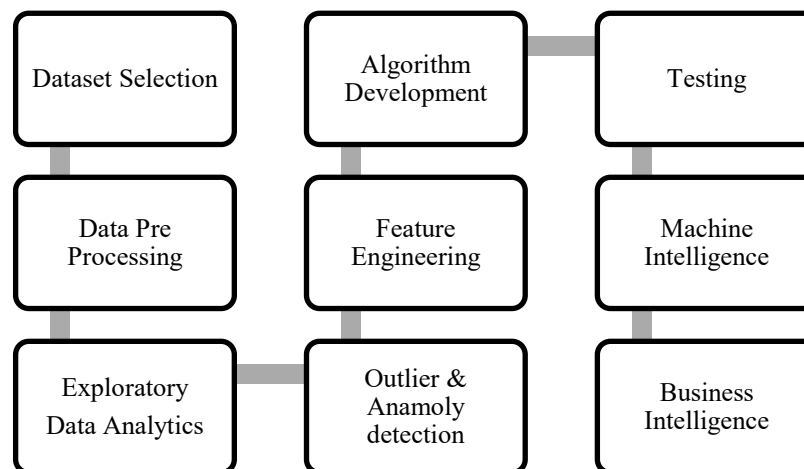 Dataset Selection
Data Pre
Processing
Exploratory
Data Analytics
Outlier &
Anamoly
detection
Feature
Engineering
Algorithm
Development
Testing
Machine
Intelligence
Business
Intelligence